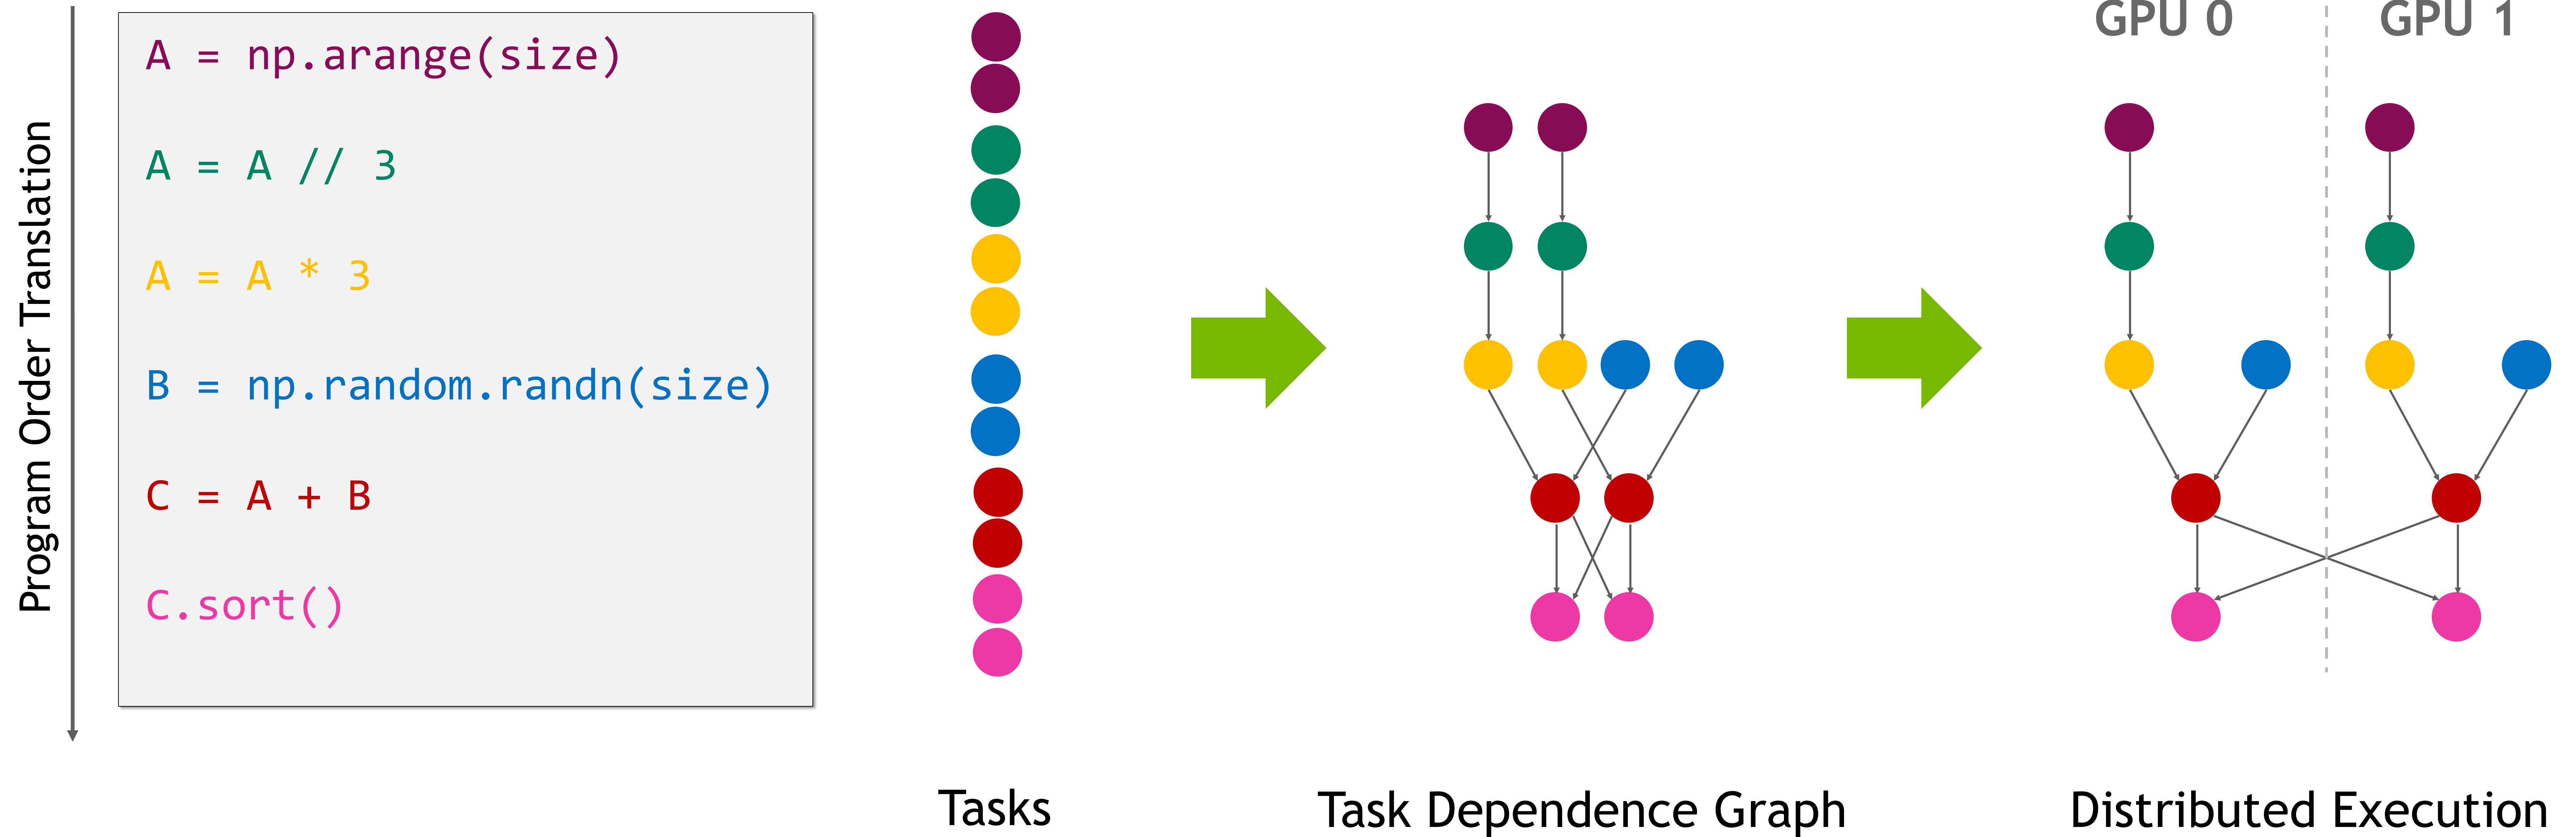 Program Order Translation
A = np.arange(size)
A = A // 3
A = A * 3
B = np.random.randn(size)
C = A + B
C.sort()
Tasks
Task Dependence Graph
GPU 0
GPU 1
Distributed Execution